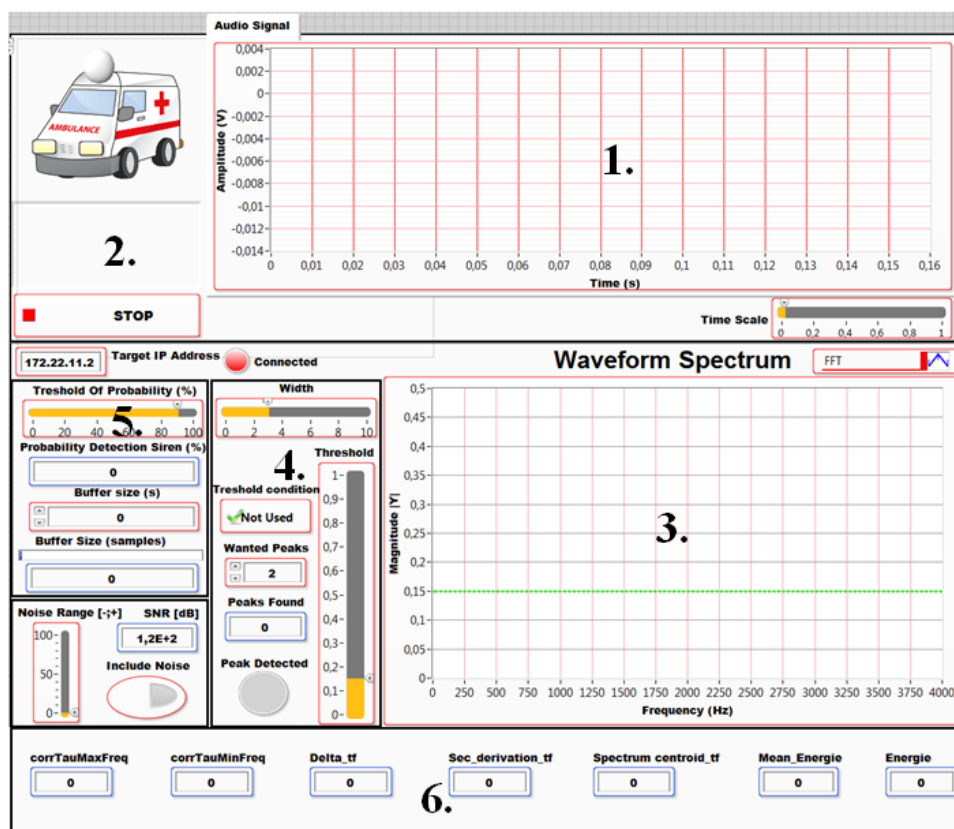 Audio Signal
AMBULANCE
0,004
0,002
0
-0,002
-0,004
-0,006
-0,008
-0,01
-0,012
-0,014
Amplitude (V)
1.
0 0,01 0,02 0,03 0,04 0,05 0,06 0,07 0,08 0,09 0,1 0,11 0,12 0,13 0,14 0,15 0,16
Time (s)
2.
STOP
Time Scale
0 0,2 0,4 0,6 0,8 1
172.22.11.2 Target IP Address Connected
Waveform Spectrum
FFT
Treshold Of Probability (%)
0 20 40 60 80 100
5.
Probability Detection Siren (%)
0
Buffer size (s)
0
Buffer Size (samples)
0
Noise Range [-;+]
100
50
0
SNR [dB]
1,2E+2
Include Noise
Width
0 2 4 6 8 10
4.
Treshold condition
Not Used
Wanted Peaks
2
Peaks Found
0
Peak Detected
Threshold
1
0,9
0,8
0,7
0,6
0,5
0,4
0,3
0,2
0,1
0
0,5
0,45
0,4
0,35
0,3
0,25
0,2
0,15
0,1
0,05
0
Magnitude |Y|
3.
0 250 500 750 1000 1250 1500 1750 2000 2250 2500 2750 3000 3250 3500 3750 4000
Frequency (Hz)
corrTauMaxFreq corrTauMinFreq Delta_tf Sec_derivation_tf Spectrum centroid_tf Mean_Energie Energie
0 0 0 0 0 0 0
6.